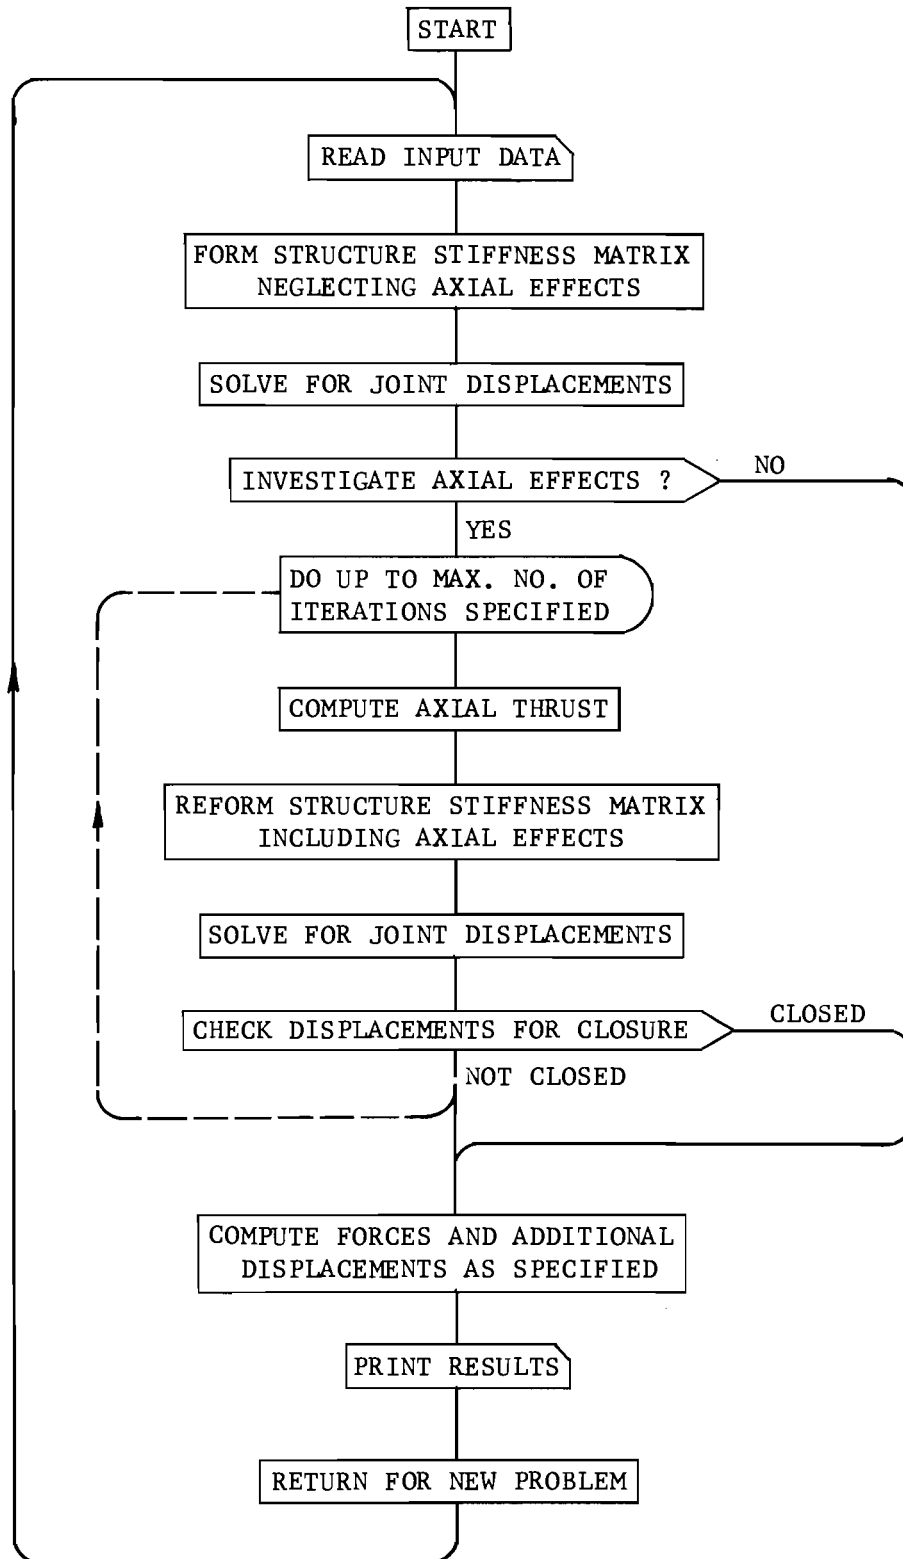 START
READ INPUT DATA
FORM STRUCTURE STIFFNESS MATRIX
NEGLECTING AXIAL EFFECTS
SOLVE FOR JOINT DISPLACEMENTS
INVESTIGATE AXIAL EFFECTS ?
NO
YES
DO UP TO MAX. NO. OF
ITERATIONS SPECIFIED
COMPUTE AXIAL THRUST
REFORM STRUCTURE STIFFNESS MATRIX
INCLUDING AXIAL EFFECTS
SOLVE FOR JOINT DISPLACEMENTS
CHECK DISPLACEMENTS FOR CLOSURE
CLOSED
NOT CLOSED
COMPUTE FORCES AND ADDITIONAL
DISPLACEMENTS AS SPECIFIED
PRINT RESULTS
RETURN FOR NEW PROBLEM